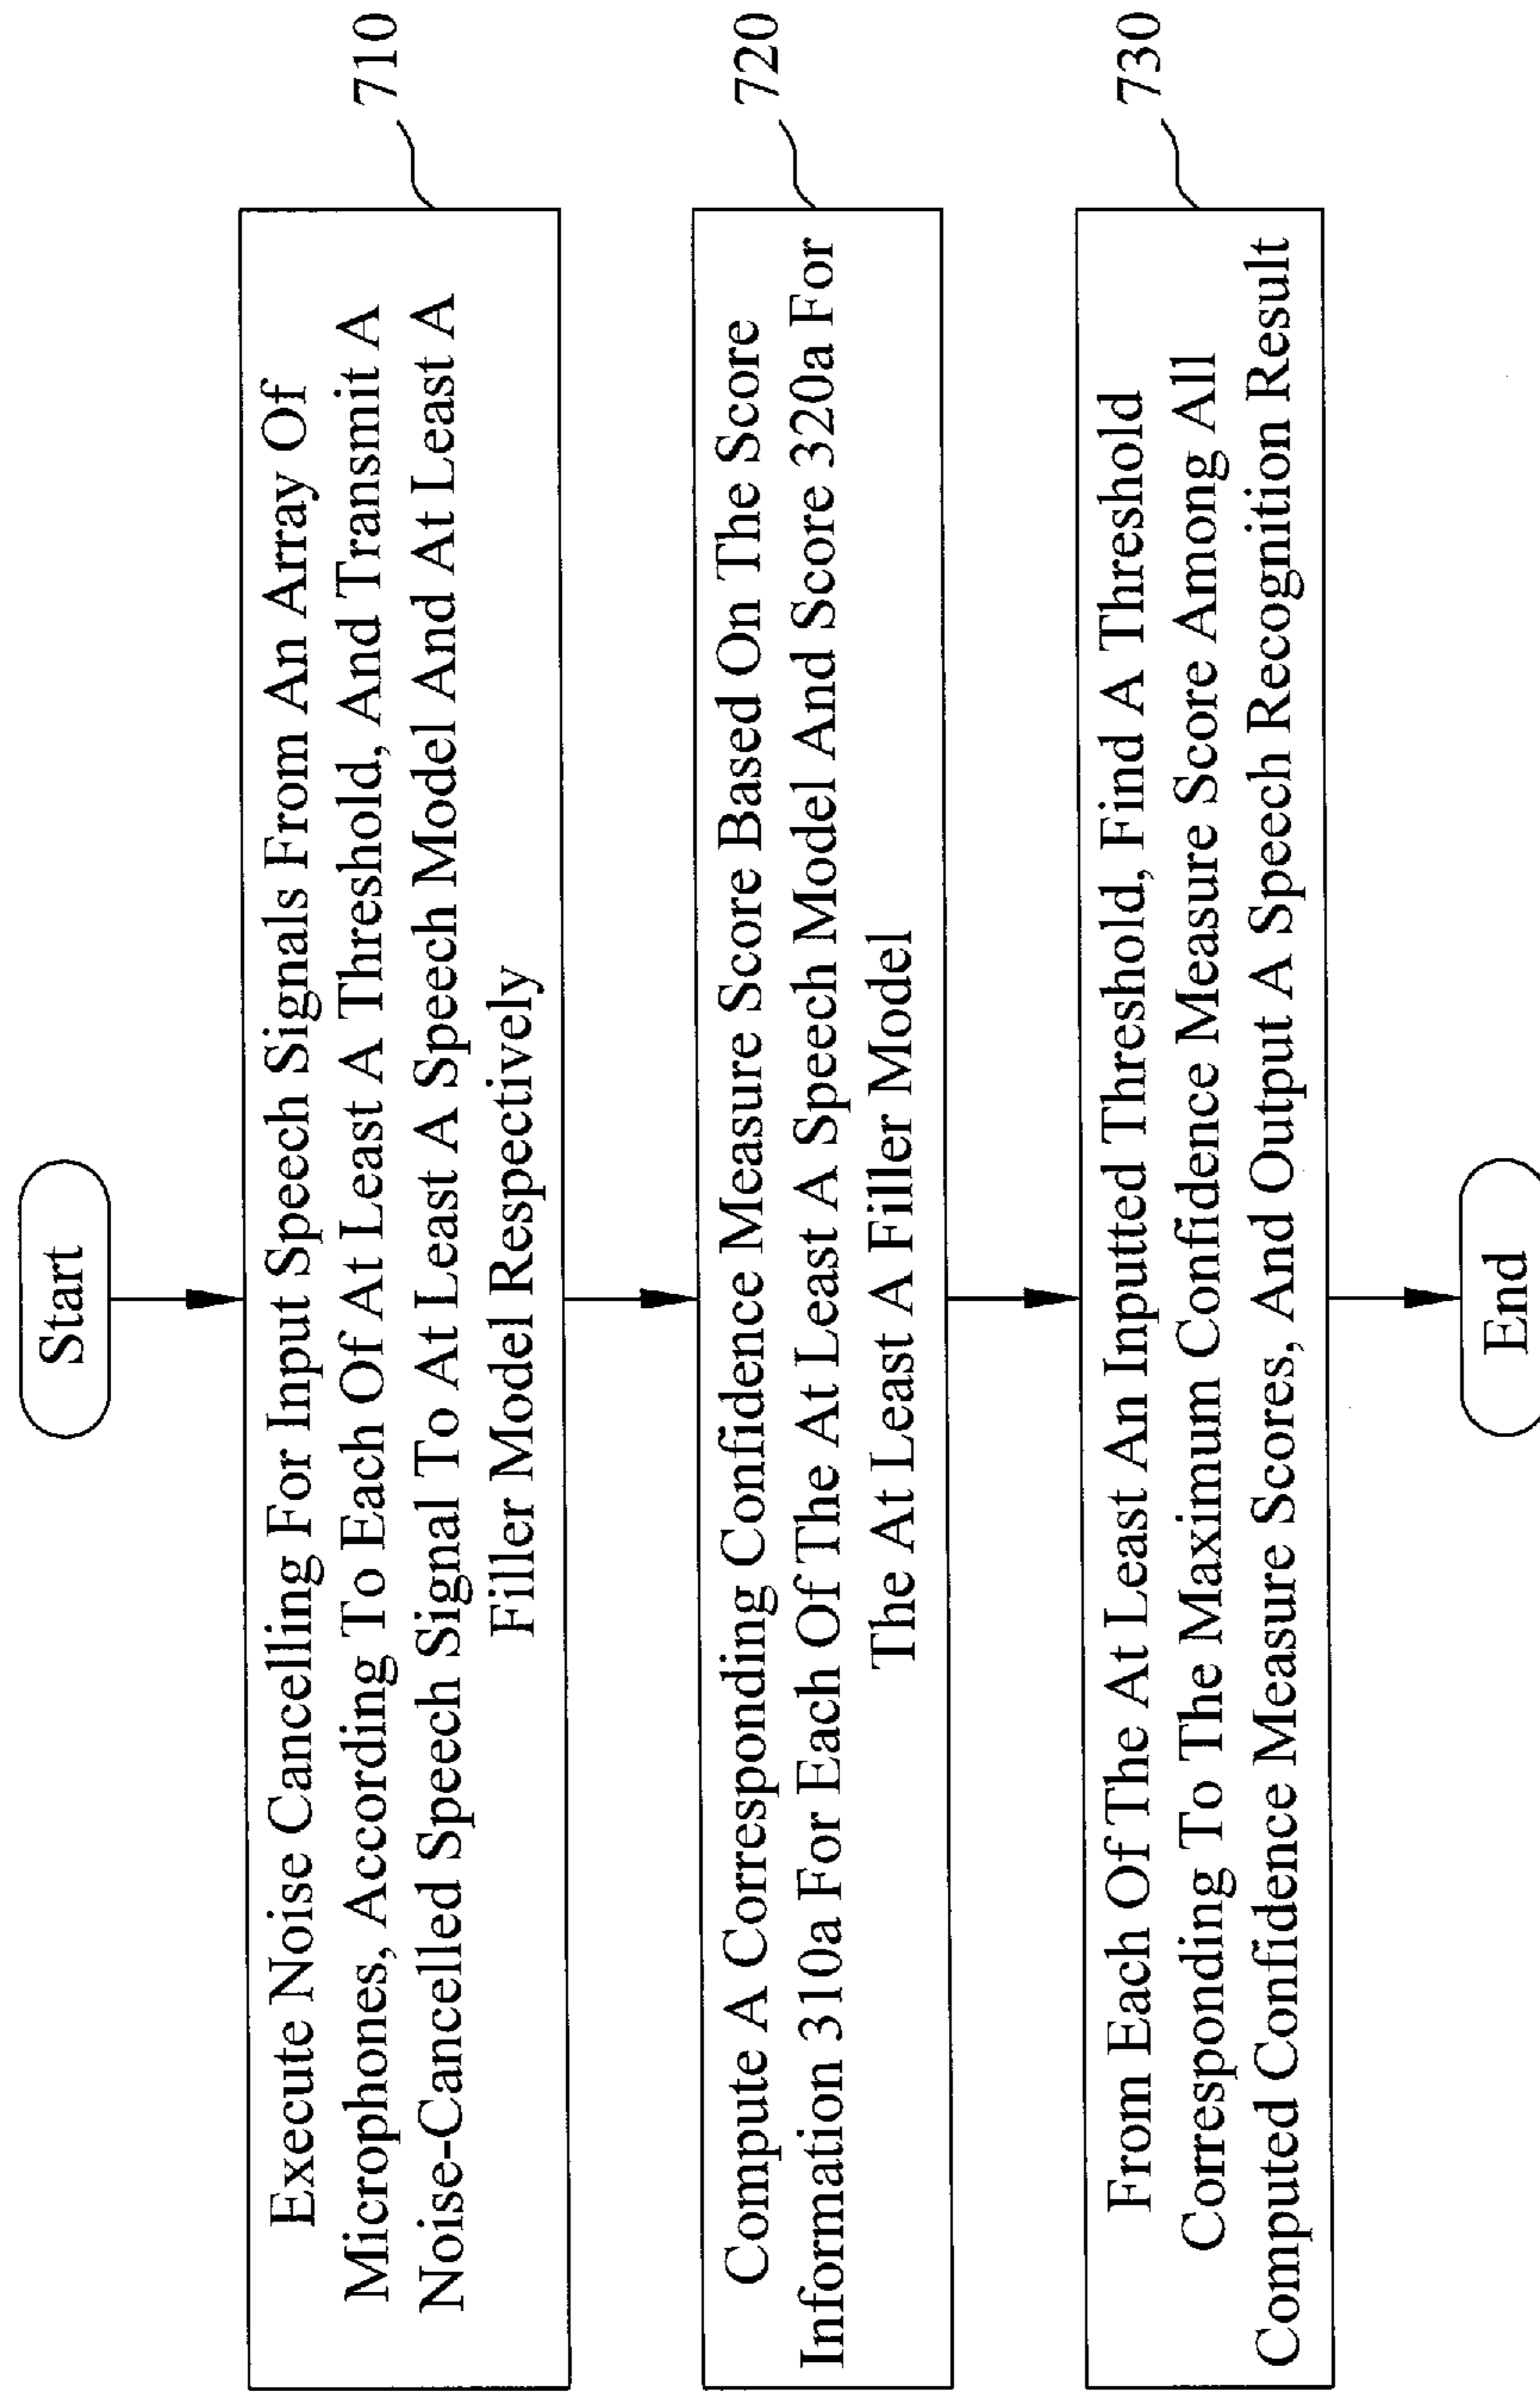 Start
Execute Noise Cancelling For Input Speech Signals From An Array Of
Microphones, According To Each Of At Least A Threshold, And Transmit A
Noise-Cancelled Speech Signal To At Least A Speech Model And At Least A
Filler Model Respectively
710
Compute A Corresponding Confidence Measure Score Based On The Score
Information 310a For Each Of The At Least A Speech Model And Score 320a For
The At Least A Filler Model
720
From Each Of The At Least An Inputted Threshold, Find A Threshold
Corresponding To The Maximum Confidence Measure Score Among All
Computed Confidence Measure Scores, And Output A Speech Recognition Result
730
End